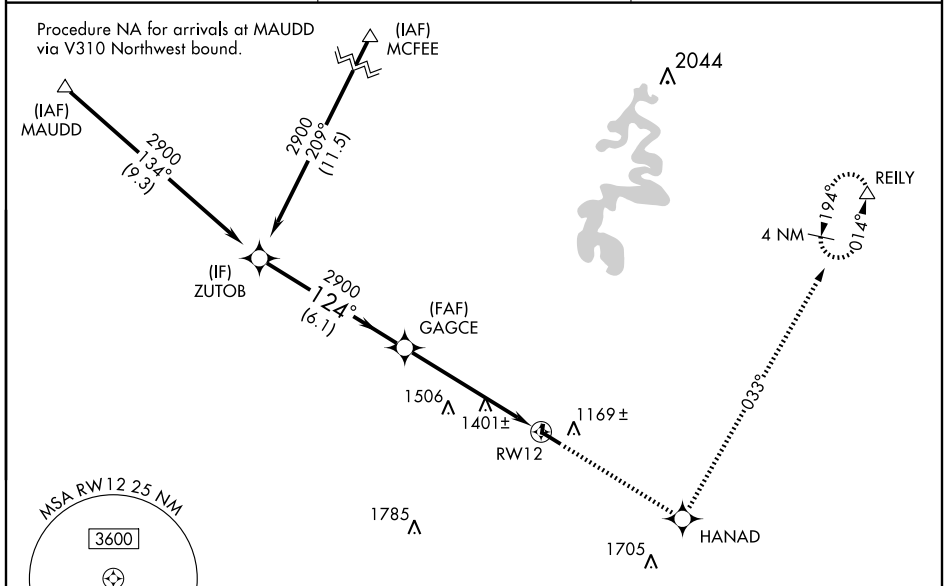 Procedure NA for arrivals at MAUDD
via V310 Northwest bound.
(IAF)
MCFEE
2044
(IAF)
MAUDD
2900
134°
(9.3)
2900
209°
(11.5)
REILY
194°
014°
4 NM
(IF)
ZUTOB
2900
124°
(6.1)
(FAF)
GAGCE
033°
1506
1401±
1169±
RW12
MSA RW12 25 NM
3600
1785
HANAD
1705